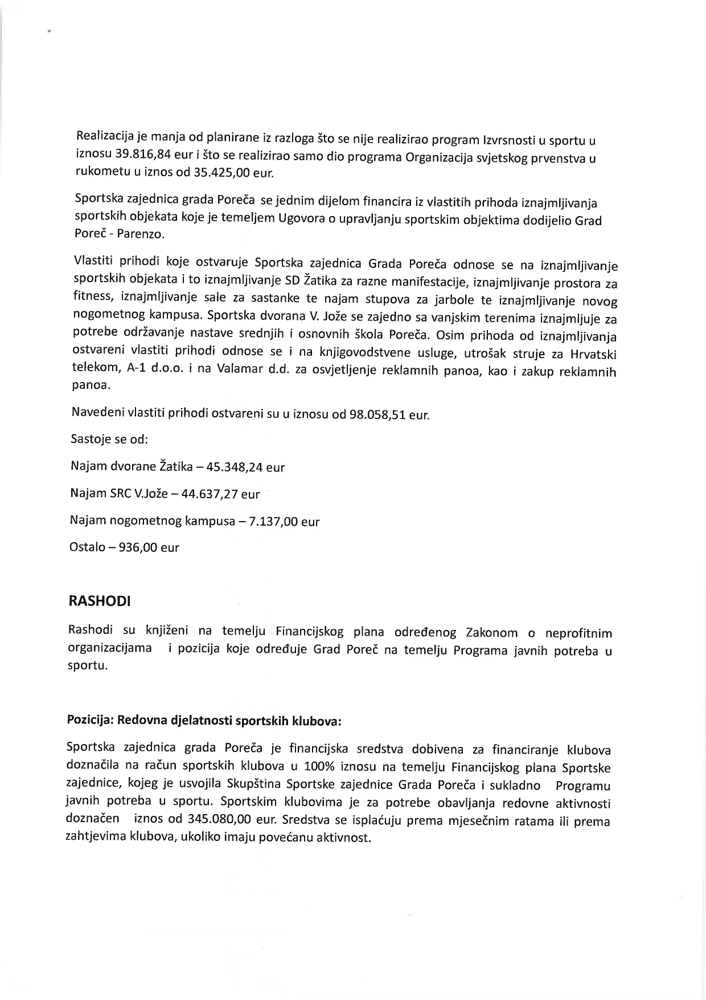 Realizacija je manja od planirane iz razloga što se nije realizirao program Izvrsnosti u sportu u
iznosu 39.816,84 eur i što se realizirao samo dio programa Organizacija svjetskog prvenstva u
rukometu u iznos od 35.425,00 eur.
Sportska zajednica grada Poreča se jednim dijelom financira iz vlastitih prihoda iznajmljivanja
sportskih objekata koje je temeljem Ugovora o upravljanju sportskim objektima dodijelio Grad
Poreč - Parenzo.
Vlastiti prihodi koje ostvaruje Sportska zajednica Grada Poreča odnose se na iznajmljivanje
sportskih objekata i to iznajmljivanje SD Žatika za razne manifestacije, iznajmljivanje prostora za
fitness, iznajmljivanje sale za sastanke te najam stupova za jarbole te iznajmljivanje novog
nogometnog kampusa. Sportska dvorana V. Jože se zajedno sa vanjskim terenima iznajmljuje za
potrebe održavanje nastave srednjih i osnovnih škola Poreča. Osim prihoda od iznajmljivanja
ostvareni vlastiti prihodi odnose se i na knjigovodstvene usluge, utrošak struje za Hrvatski
telekom, A-1 d.o.o. i na Valamar d.d. za osvjetljenje reklamnih panoa, kao i zakup reklamnih
panoa.
Navedeni vlastiti prihodi ostvareni su u iznosu od 98.058,51 eur.
Sastoje se od:
Najam dvorane Žatika – 45.348,24 eur
Najam SRC V.Jože – 44.637,27 eur
Najam nogometnog kampusa – 7.137,00 eur
Ostalo – 936,00 eur
RASHODI
Rashodi su knjiženi na temelju Financijskog plana određenog Zakonom o neprofitnim
organizacijama i pozicija koje određuje Grad Poreč na temelju Programa javnih potreba u
sportu.
Pozicija: Redovna djelatnosti sportskih klubova:
Sportska zajednica grada Poreča je financijska sredstva dobivena za financiranje klubova
doznačila na račun sportskih klubova u 100% iznosu na temelju Financijskog plana Sportske
zajednice, kojeg je usvojila Skupština Sportske zajednice Grada Poreča i sukladno Programu
javnih potreba u sportu. Sportskim klubovima je za potrebe obavljanja redovne aktivnosti
doznačen iznos od 345.080,00 eur. Sredstva se isplaćuju prema mjesečnim ratama ili prema
zahtjevima klubova, ukoliko imaju povećanu aktivnost.